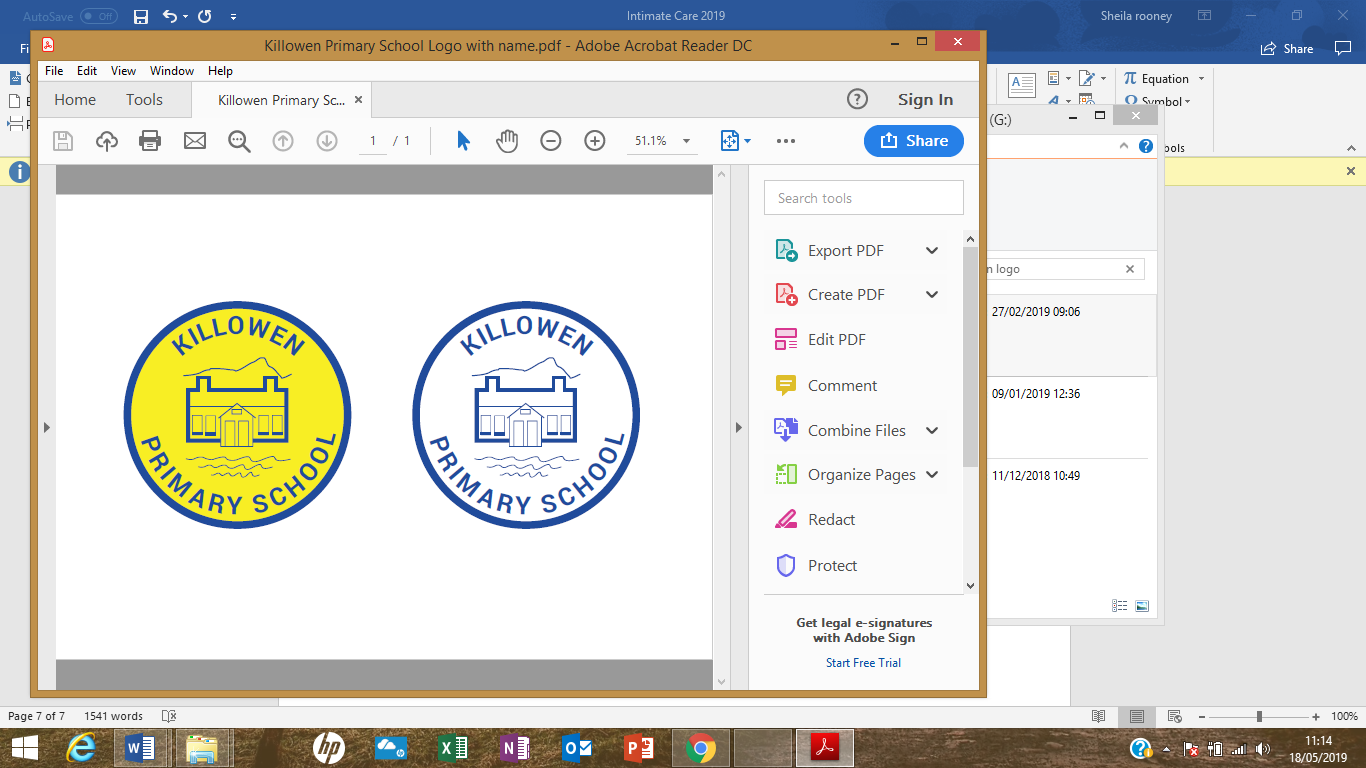 AutoSave Off
Intimate Care 2019
Sheila rooney
Fi
Share
Killowen Primary School Logo with name.pdf - Adobe Acrobat Reader DC
File Edit View Window Help
Home Tools Killowen Primary Sc...
Sign In
1 / 1
51.1%
Share
Equation
Symbol
(G:)
ools
Search tools
Export PDF
Create PDF
Edit PDF
Comment
Combine Files
Organize Pages
Redact
Protect
Get legal e-signatures
with Adobe Sign
Start Free Trial
n logo
27/02/2019 09:06
09/01/2019 12:36
11/12/2018 10:49
KILLOWEN
PRIMARY SCHOOL
KILLOWEN
PRIMARY SCHOOL
Page 7 of 7 1541 words
100%
11:14
18/05/2019